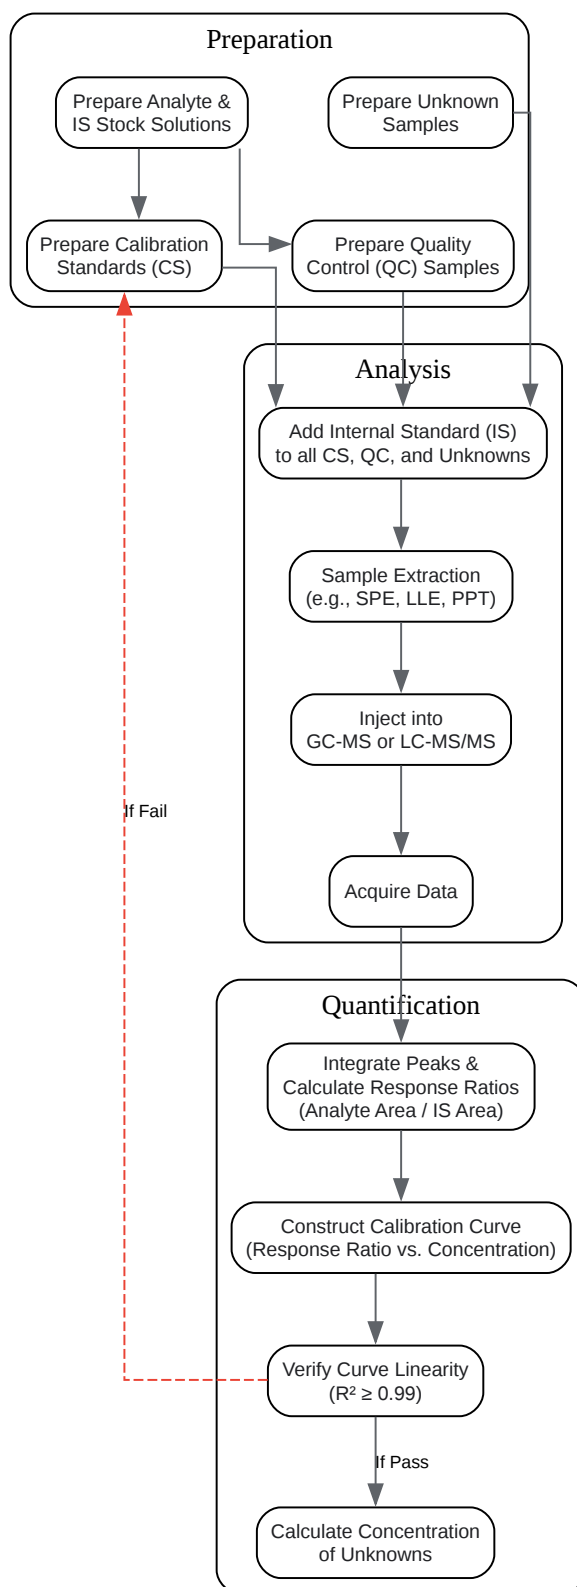 Preparation
Prepare Analyte &
IS Stock Solutions
Prepare Unknown
Samples
Prepare Calibration
Standards (CS)
Prepare Quality
Control (QC) Samples
Analysis
Add Internal Standard (IS)
to all CS, QC, and Unknowns
Sample Extraction
(e.g., SPE, LLE, PPT)
Inject into
GC-MS or LC-MS/MS
If Fail
Acquire Data
Quantification
Integrate Peaks &
Calculate Response Ratios
(Analyte Area / IS Area)
Construct Calibration Curve
(Response Ratio vs. Concentration)
Verify Curve Linearity
(R² ≥ 0.99)
If Pass
Calculate Concentration
of Unknowns